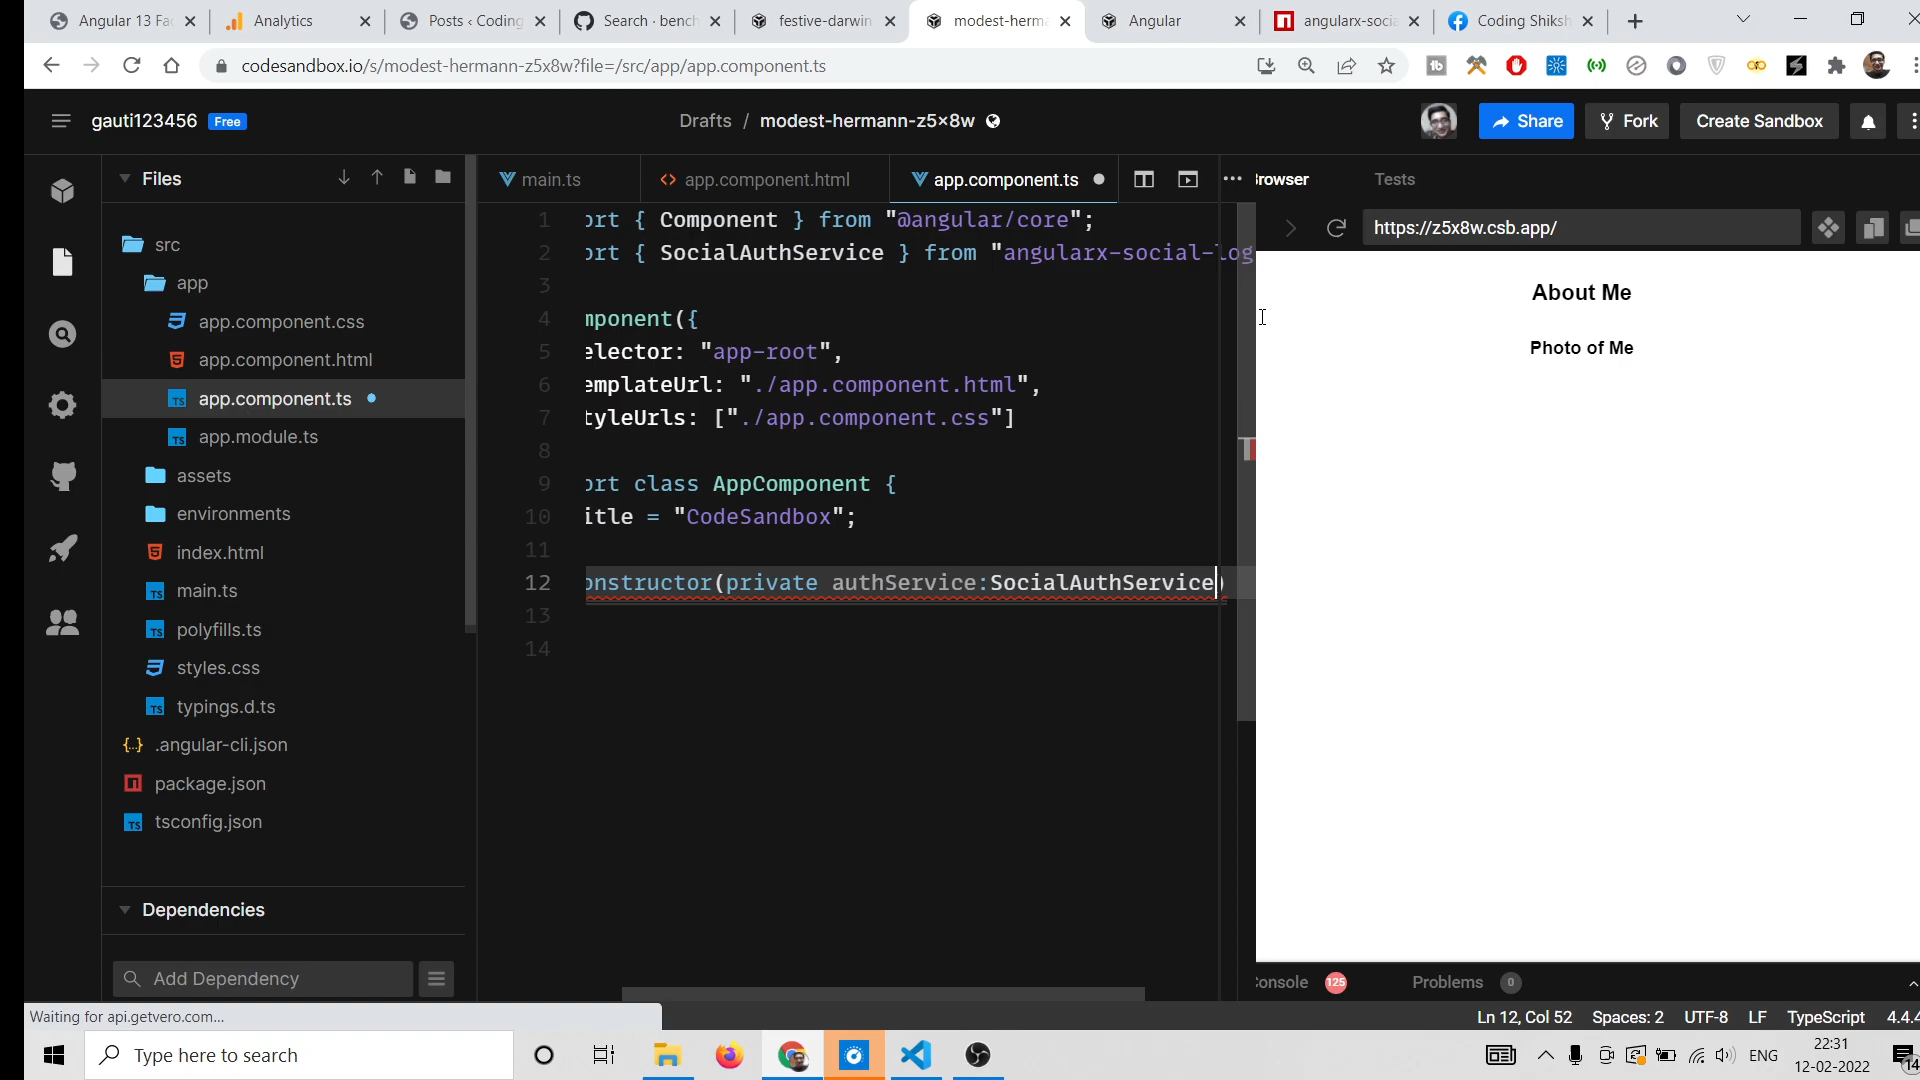 Angular 13 Fac
Analytics
Posts ‹ Coding
Search · bench
festive-darwin
modest-herma
Angular
angularx-socia
Coding Shiksh
codesandbox.io/s/modest-hermann-z5x8w?file=/src/app/app.component.ts
gauti123456 Free
Drafts / modest-hermann-z5x8w
Share
Fork
Create Sandbox
Files
src
app
app.component.css
app.component.html
app.component.ts
app.module.ts
assets
environments
index.html
main.ts
polyfills.ts
styles.css
typings.d.ts
.angular-cli.json
package.json
tsconfig.json
Dependencies
Add Dependency
main.ts
app.component.html
app.component.ts
1 ort { Component } from "@angular/core";
2 ort { SocialAuthService } from "angularx-social-log
3
4 mponent({
5 elector: "app-root",
6 emplateUrl: "./app.component.html",
7 tyleUrls: ["./app.component.css"]
8
9 ort class AppComponent {
10 itle = "CodeSandbox";
11
12 onstructor(private authService:SocialAuthService)
13
14
Browser
Tests
https://z5x8w.csb.app/
About Me
Photo of Me
Console 125
Problems 0
Waiting for api.getvero.com...
Ln 12, Col 52
Spaces: 2
UTF-8
LF
TypeScript
4.4.4
Type here to search
ENG
22:31
12-02-2022
14